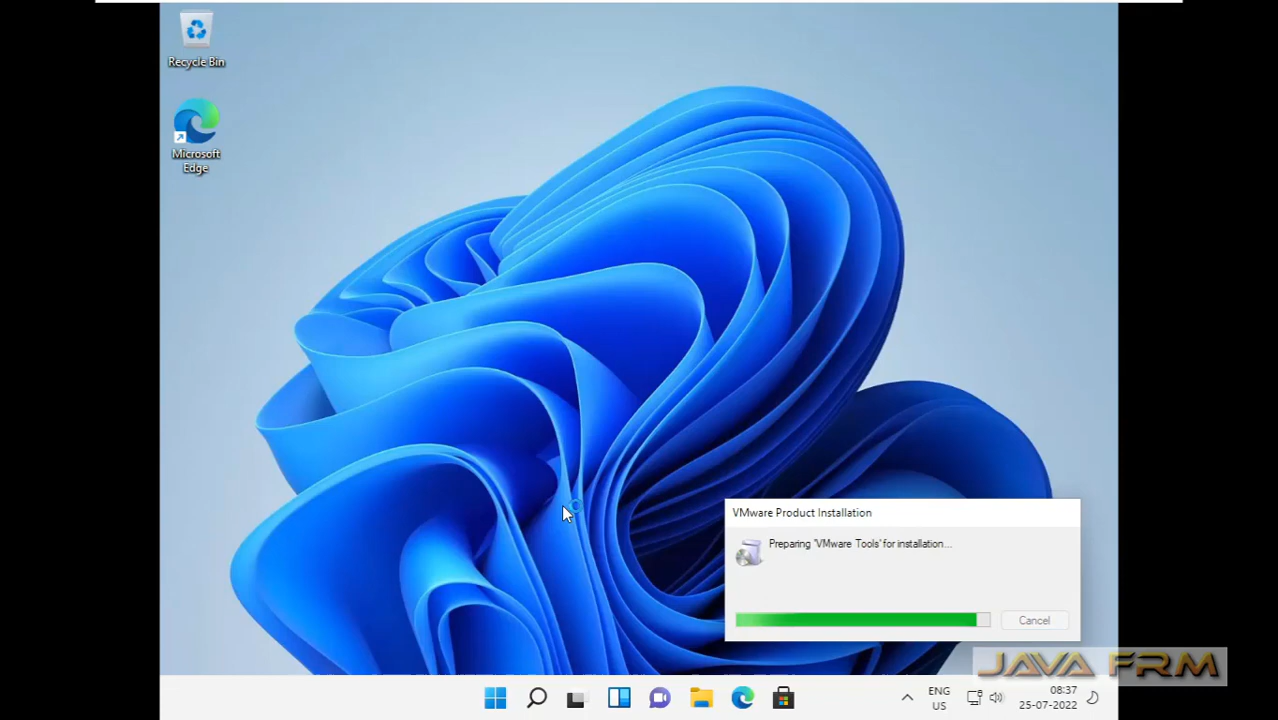 Recycle Bin
Microsoft
Edge
VMware Product Installation
Preparing 'VMware Tools' for installation...
Cancel
JAVA FRM
ENG
US
08:37
25-07-2022